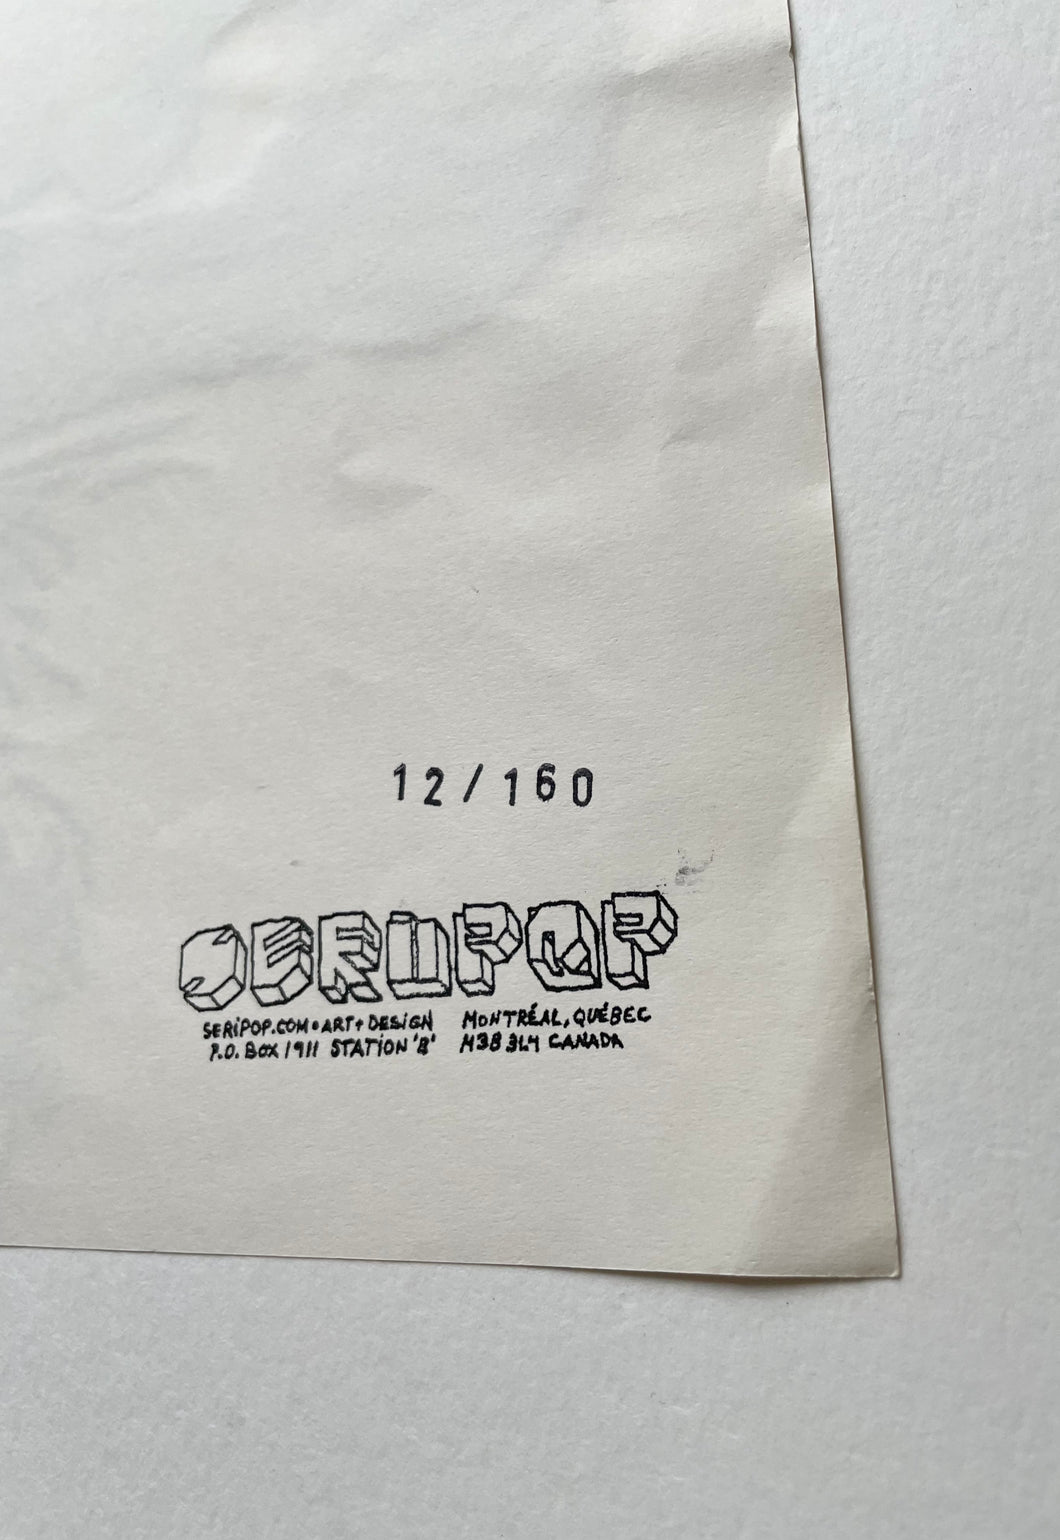 12/160
SERIPOP
SERIPOP.COM•ART+DESIGN MONTRÉAL, QUÉBEC
P.O. BOX 1911 STATION 'B' H3B 3L4 CANADA